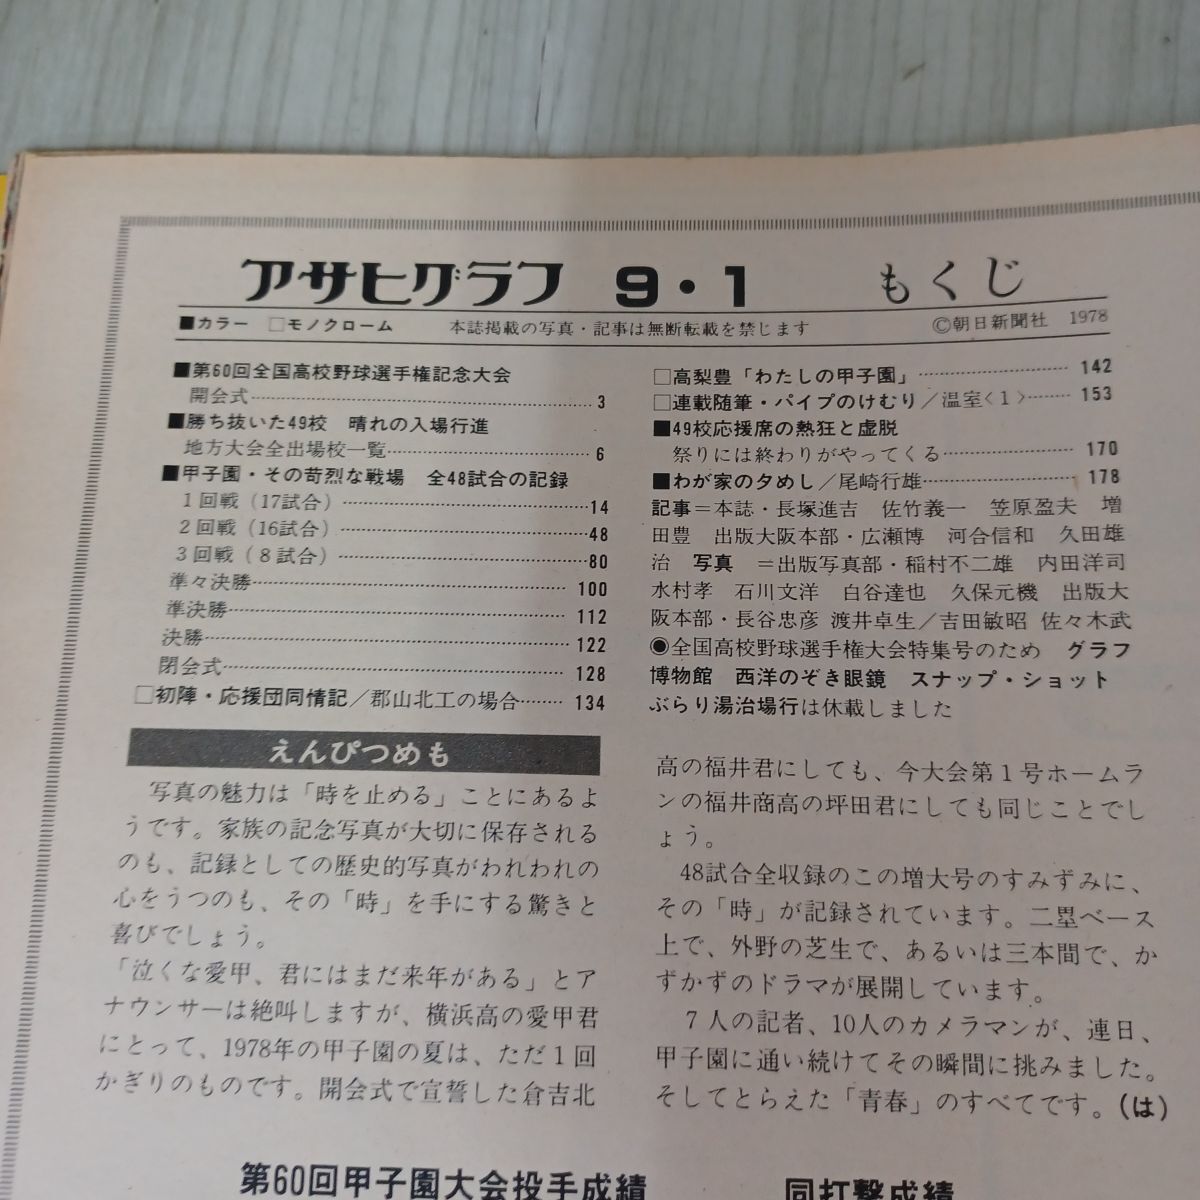 アサヒグラフ 9・1 もくじ
■カラー □モノクローム 本誌掲載の写真・記事は無断転載を禁じます ©朝日新聞社 1978
■第60回全国高校野球選手権記念大会
開会式 3
■勝ち抜いた49校 晴れの入場行進
地方大会全出場校一覧 6
■甲子園・その苛烈な戦場 全48試合の記録
1回戦（17試合） 14
2回戦（16試合） 48
3回戦（8試合） 80
準々決勝 100
準決勝 112
決勝 122
閉会式 128
□初陣・応援団同情記／郡山北工の場合 134
□高梨豊「わたしの甲子園」 142
□連載随筆・パイプのけむり／温室〈1〉 153
■49校応援席の熱狂と虚脱
祭りには終わりがやってくる 170
■わが家の夕めし／尾崎行雄 178
記事＝本誌・長塚進吉 佐竹義一 笠原盈夫 増
田豊 出版大阪本部・広瀬博 河合信和 久田雄
治 写真 ＝出版写真部・稲村不二雄 内田洋司
水村孝 石川文洋 白谷達也 久保元機 出版大
阪本部・長谷忠彦 渡井卓生／吉田敏昭 佐々木武
◉全国高校野球選手権大会特集号のため グラフ
博物館 西洋のぞき眼鏡 スナップ・ショット
ぶらり湯治場行は休載しました
えんぴつめも
写真の魅力は「時を止める」ことにあるよ
うです。家族の記念写真が大切に保存される
のも、記録としての歴史的写真がわれわれの
心をうつのも、その「時」を手にする驚きと
喜びでしょう。
「泣くな愛甲、君にはまだ来年がある」とア
ナウンサーは絶叫しますが、横浜高の愛甲君
にとって、1978年の甲子園の夏は、ただ1回
かぎりのものです。開会式で宣誓した倉吉北
高の福井君にしても、今大会第1号ホームラ
ンの福井商高の坪田君にしても同じことでし
ょう。
48試合全収録のこの増大号のすみずみに、
その「時」が記録されています。二塁ベース
上で、外野の芝生で、あるいは三本間で、か
ずかずのドラマが展開しています。
7人の記者、10人のカメラマンが、連日、
甲子園に通い続けてその瞬間に挑みました。
そしてとらえた「青春」のすべてです。（は）
第60回甲子園大会投手成績
同打撃成績